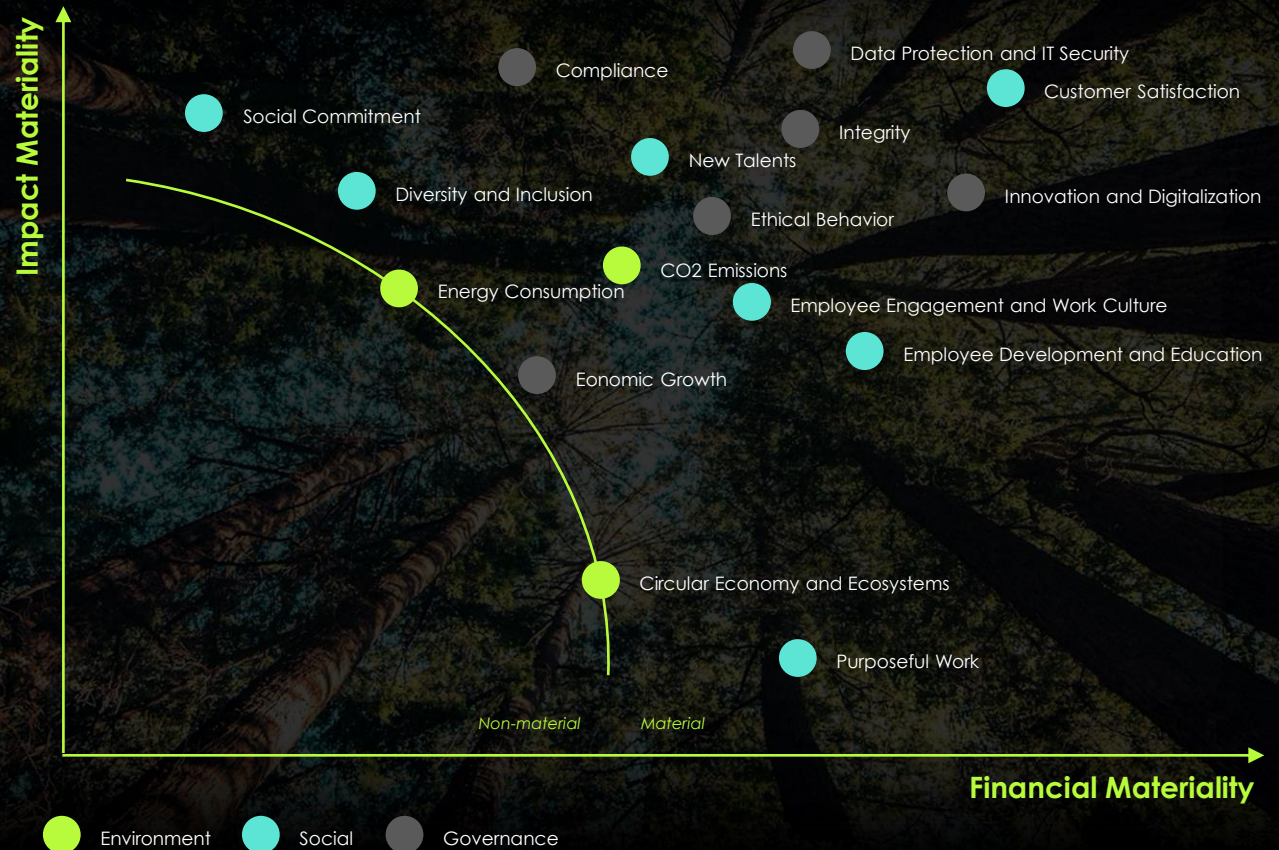 Impact Materiality
Data Protection and IT Security
Compliance
Customer Satisfaction
Social Commitment
Integrity
New Talents
Diversity and Inclusion
Innovation and Digitalization
Ethical Behavior
CO2 Emissions
Energy Consumption
Employee Engagement and Work Culture
Employee Development and Education
Eonomic Growth
Circular Economy and Ecosystems
Purposeful Work
Non-material
Material
Financial Materiality
Environment
Social
Governance